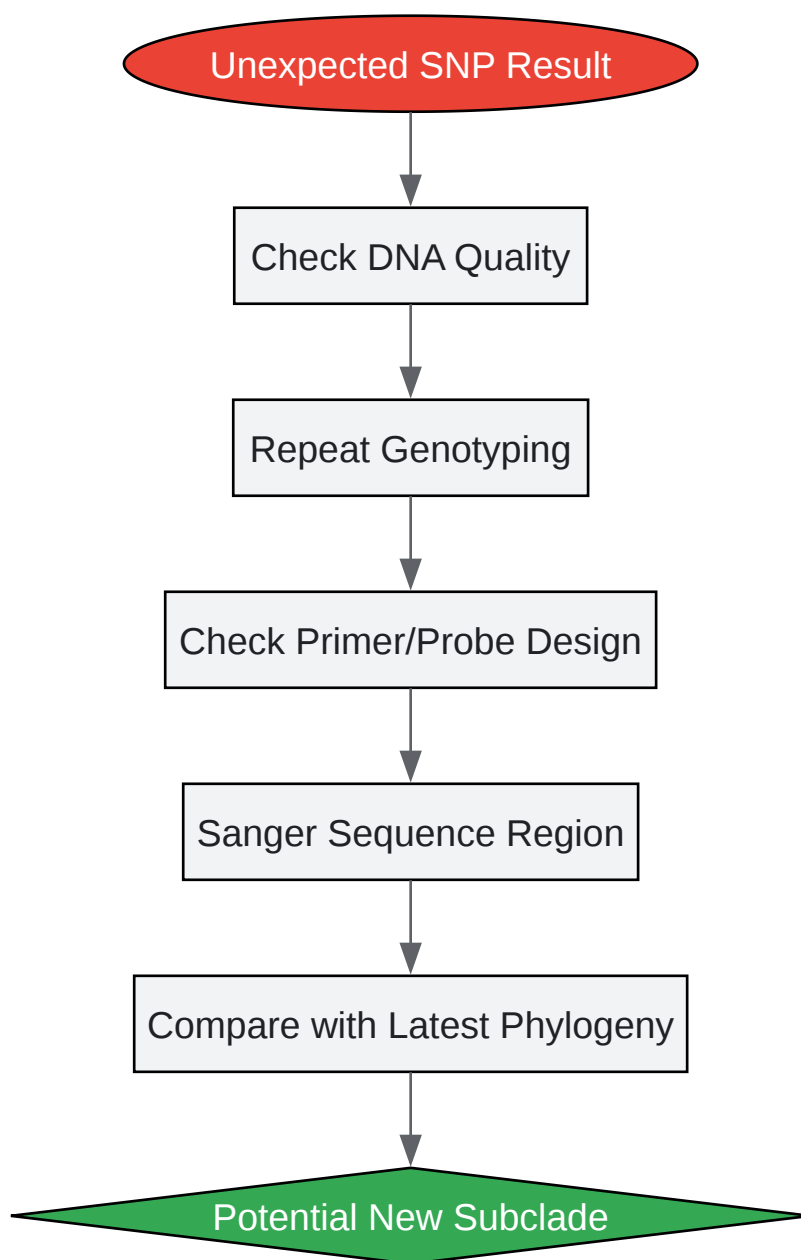 Unexpected SNP Result
Check DNA Quality
Repeat Genotyping
Check Primer/Probe Design
Sanger Sequence Region
Compare with Latest Phylogeny
Potential New Subclade